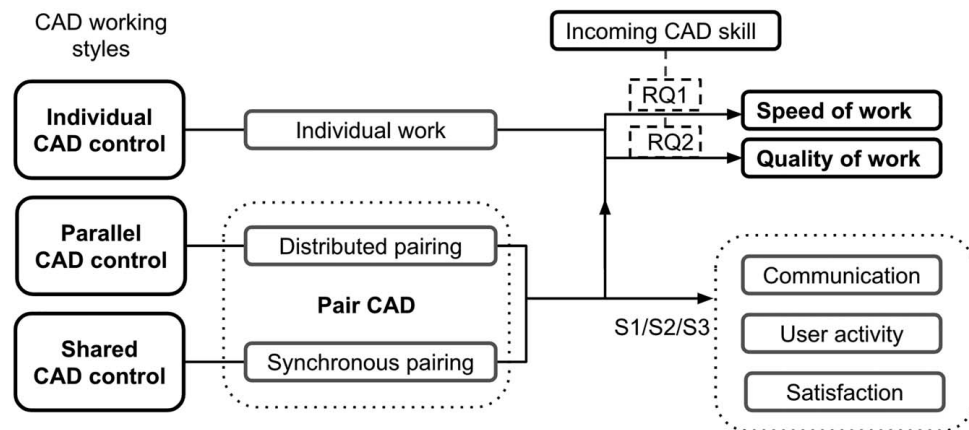 CAD working
styles
Incoming CAD skill
Individual
CAD control
Individual work
RQ1
RQ2
Speed of work
Quality of work
Parallel
CAD control
Distributed pairing
Pair CAD
Shared
CAD control
Synchronous pairing
S1/S2/S3
Communication
User activity
Satisfaction